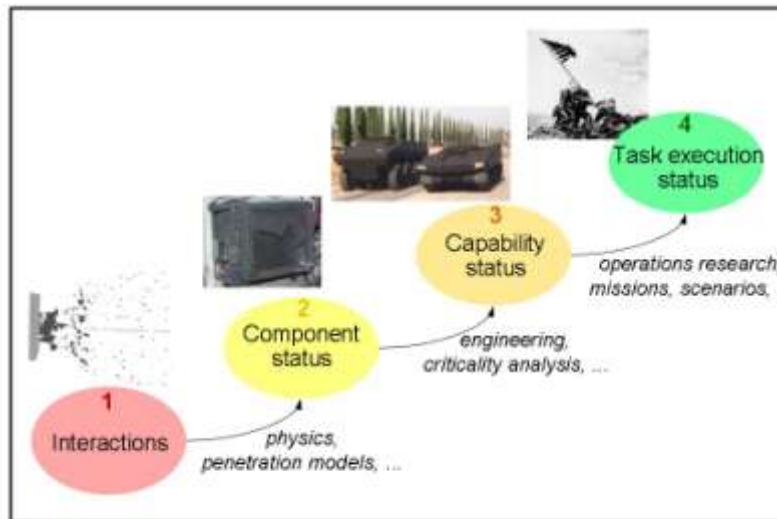 1
Interactions
physics,
penetration models, ...
2
Component
status
engineering,
criticality analysis, ...
3
Capability
status
operations research,
missions, scenarios,
4
Task execution
status